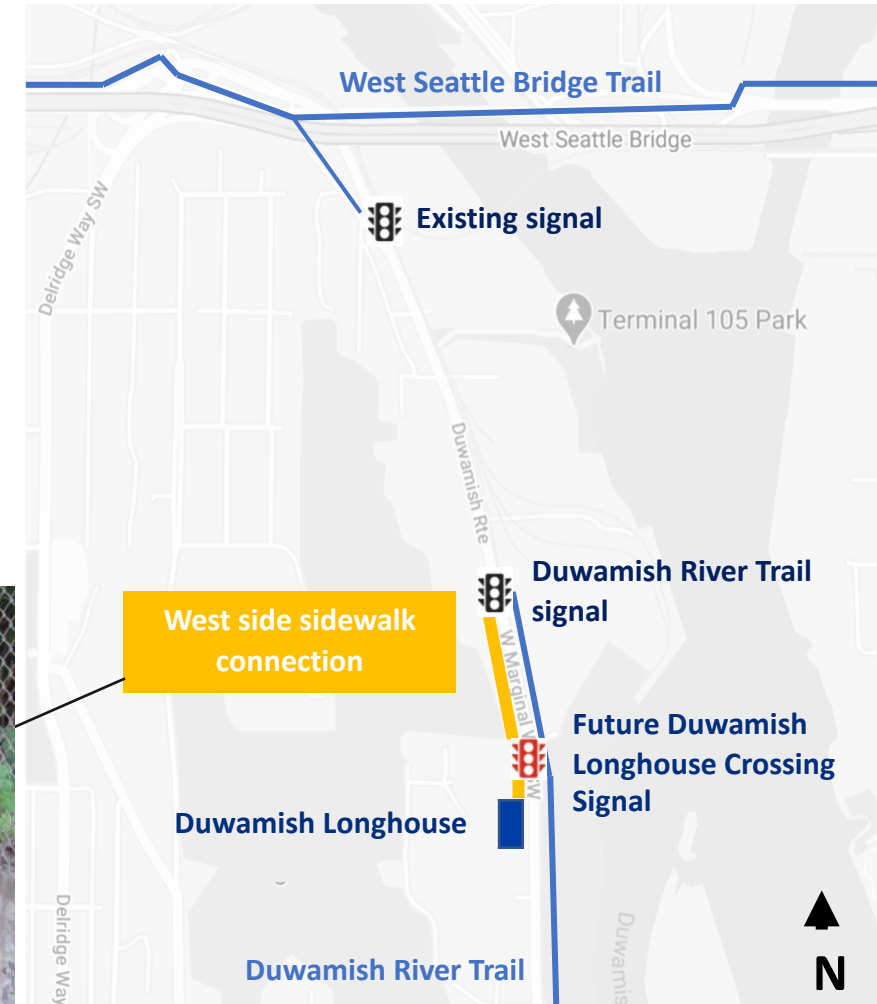 West Seattle Bridge Trail
West Seattle Bridge
Delridge Way SW
Existing signal
Terminal 105 Park
Duwamish Rte
Duwamish River Trail
signal
West side sidewalk
connection
W Marginal
SW
Future Duwamish
Longhouse Crossing
Signal
Duwamish Longhouse
Delridge Way
Duwamis
Duwamish River Trail
N